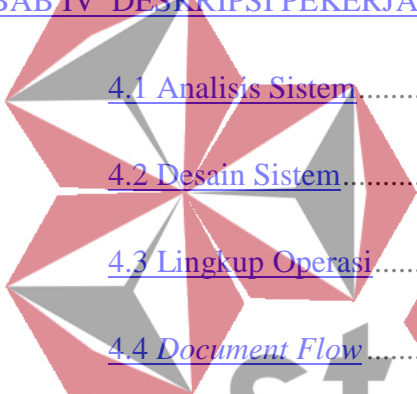 BAB IV DESKRIPSI PEKERJA
4.1 Analisis Sistem..........
4.2 Desain Sistem............
4.3 Lingkup Operasi........
4.4 Document Flow.........
st